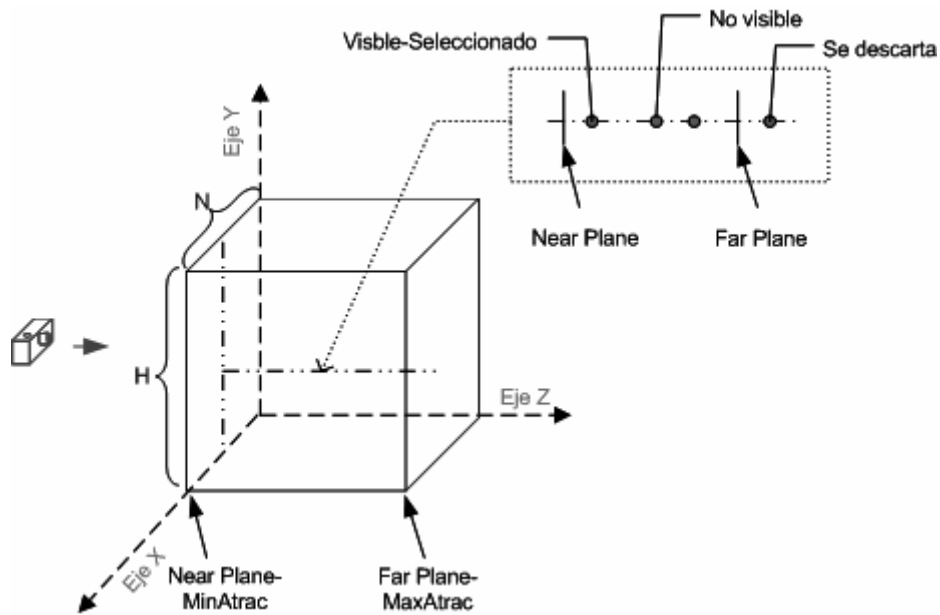 No visible
Visble-Seleccionado
Se descarta
Eje Y
N
Near Plane
Far Plane
H
Eje Z
Eje X
Near Plane-
MinAtrac
Far Plane-
MaxAtrac